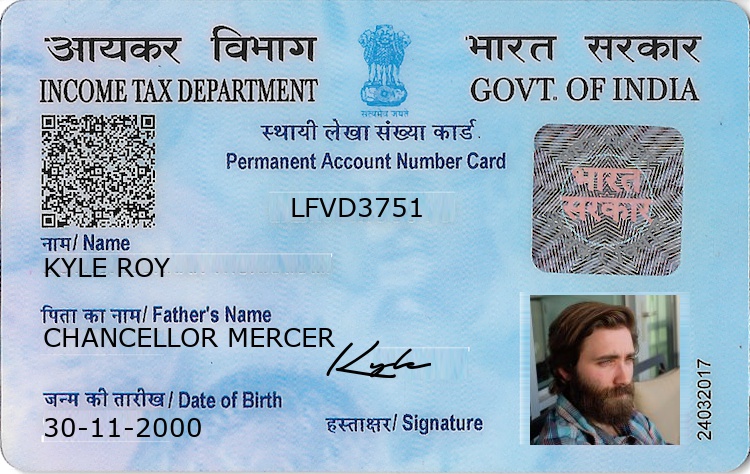 आयकर विभाग
INCOME TAX DEPARTMENT
सत्यमेव जयते
भारत सरकार
GOVT. OF INDIA
स्थायी लेखा संख्या कार्ड
Permanent Account Number Card
LFVD3751
भारत
सरकार
नाम/ Name
KYLE ROY
पिता का नाम/ Father's Name
CHANCELLOR MERCER
Kyle
जन्म की तारीख/ Date of Birth
30-11-2000
हस्ताक्षर/ Signature
24032017